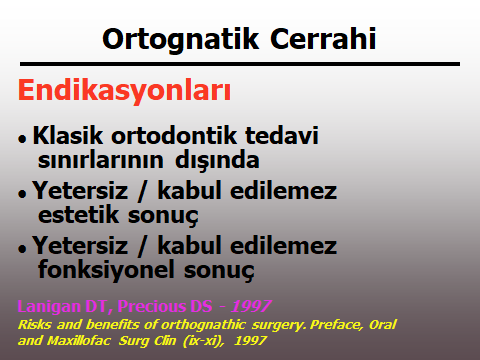 Ortognatik Cerrahi
Endikasyonları
• Klasik ortodontik tedavi
sınırlarının dışında
• Yetersiz / kabul edilemez
estetik sonuç
• Yetersiz / kabul edilemez
fonksiyonel sonuç
Lanigan DT, Precious DS - 1997
Risks and benefits of orthognathic surgery. Preface, Oral
and Maxillofac Surg Clin (ix-xi), 1997